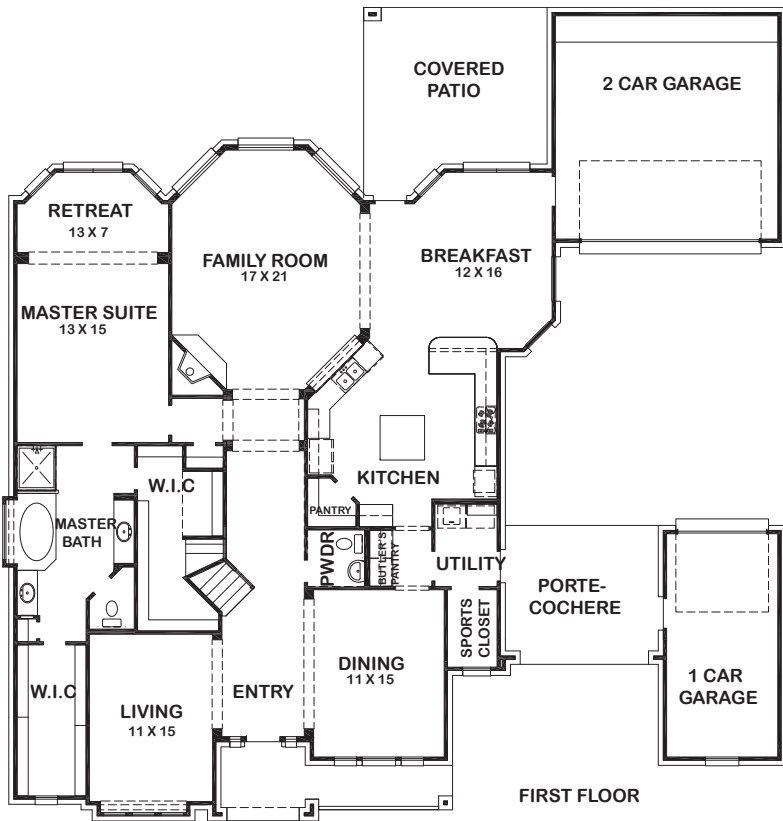 COVERED
PATIO
2 CAR GARAGE
RETREAT
13 X 7
FAMILY ROOM
17 X 21
BREAKFAST
12 X 16
MASTER SUITE
13 X 15
W.I.C
KITCHEN
PANTRY
MASTER
BATH
PWDR
BUTLER'S
PANTRY
UTILITY
PORTE-
COCHERE
SPORTS
CLOSET
W.I.C
LIVING
11 X 15
ENTRY
DINING
11 X 15
1 CAR
GARAGE
FIRST FLOOR